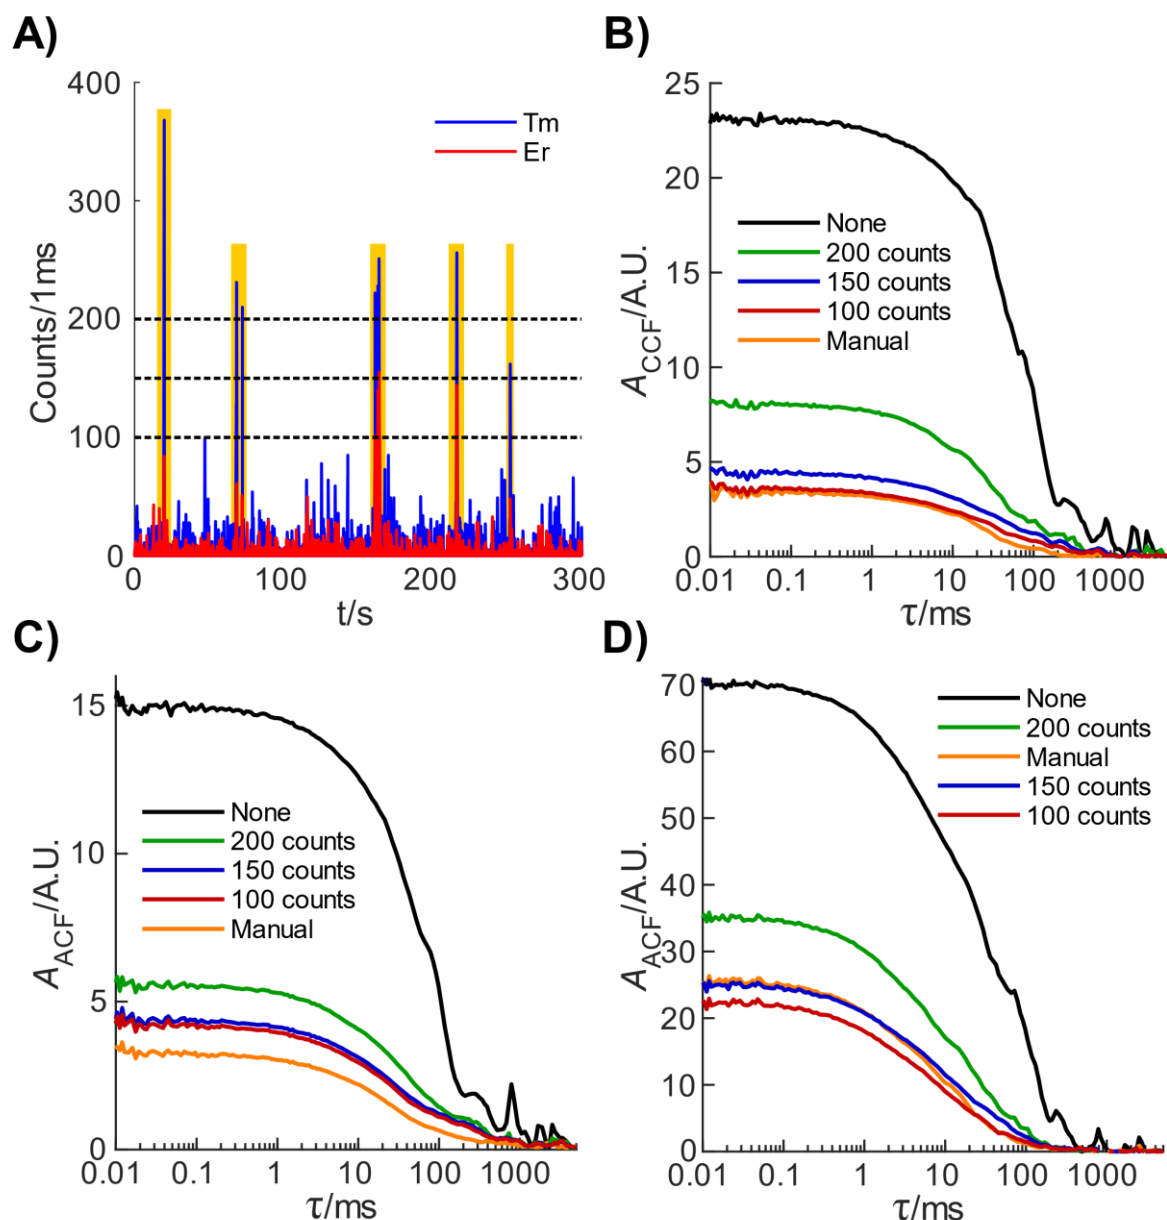 A)
400
300
200
100
0
Counts/1ms
Tm
Er
0
100
200
300
t/s
B)
25
20
15
10
5
0
A_CCF/A.U.
None
200 counts
150 counts
100 counts
Manual
0.01
0.1
1
10
100
1000
τ/ms
C)
15
10
5
0
A_ACF/A.U.
None
200 counts
150 counts
100 counts
Manual
0.01
0.1
1
10
100
1000
τ/ms
D)
70
60
50
40
30
20
10
0
A_ACF/A.U.
None
200 counts
Manual
150 counts
100 counts
0.01
0.1
1
10
100
1000
τ/ms